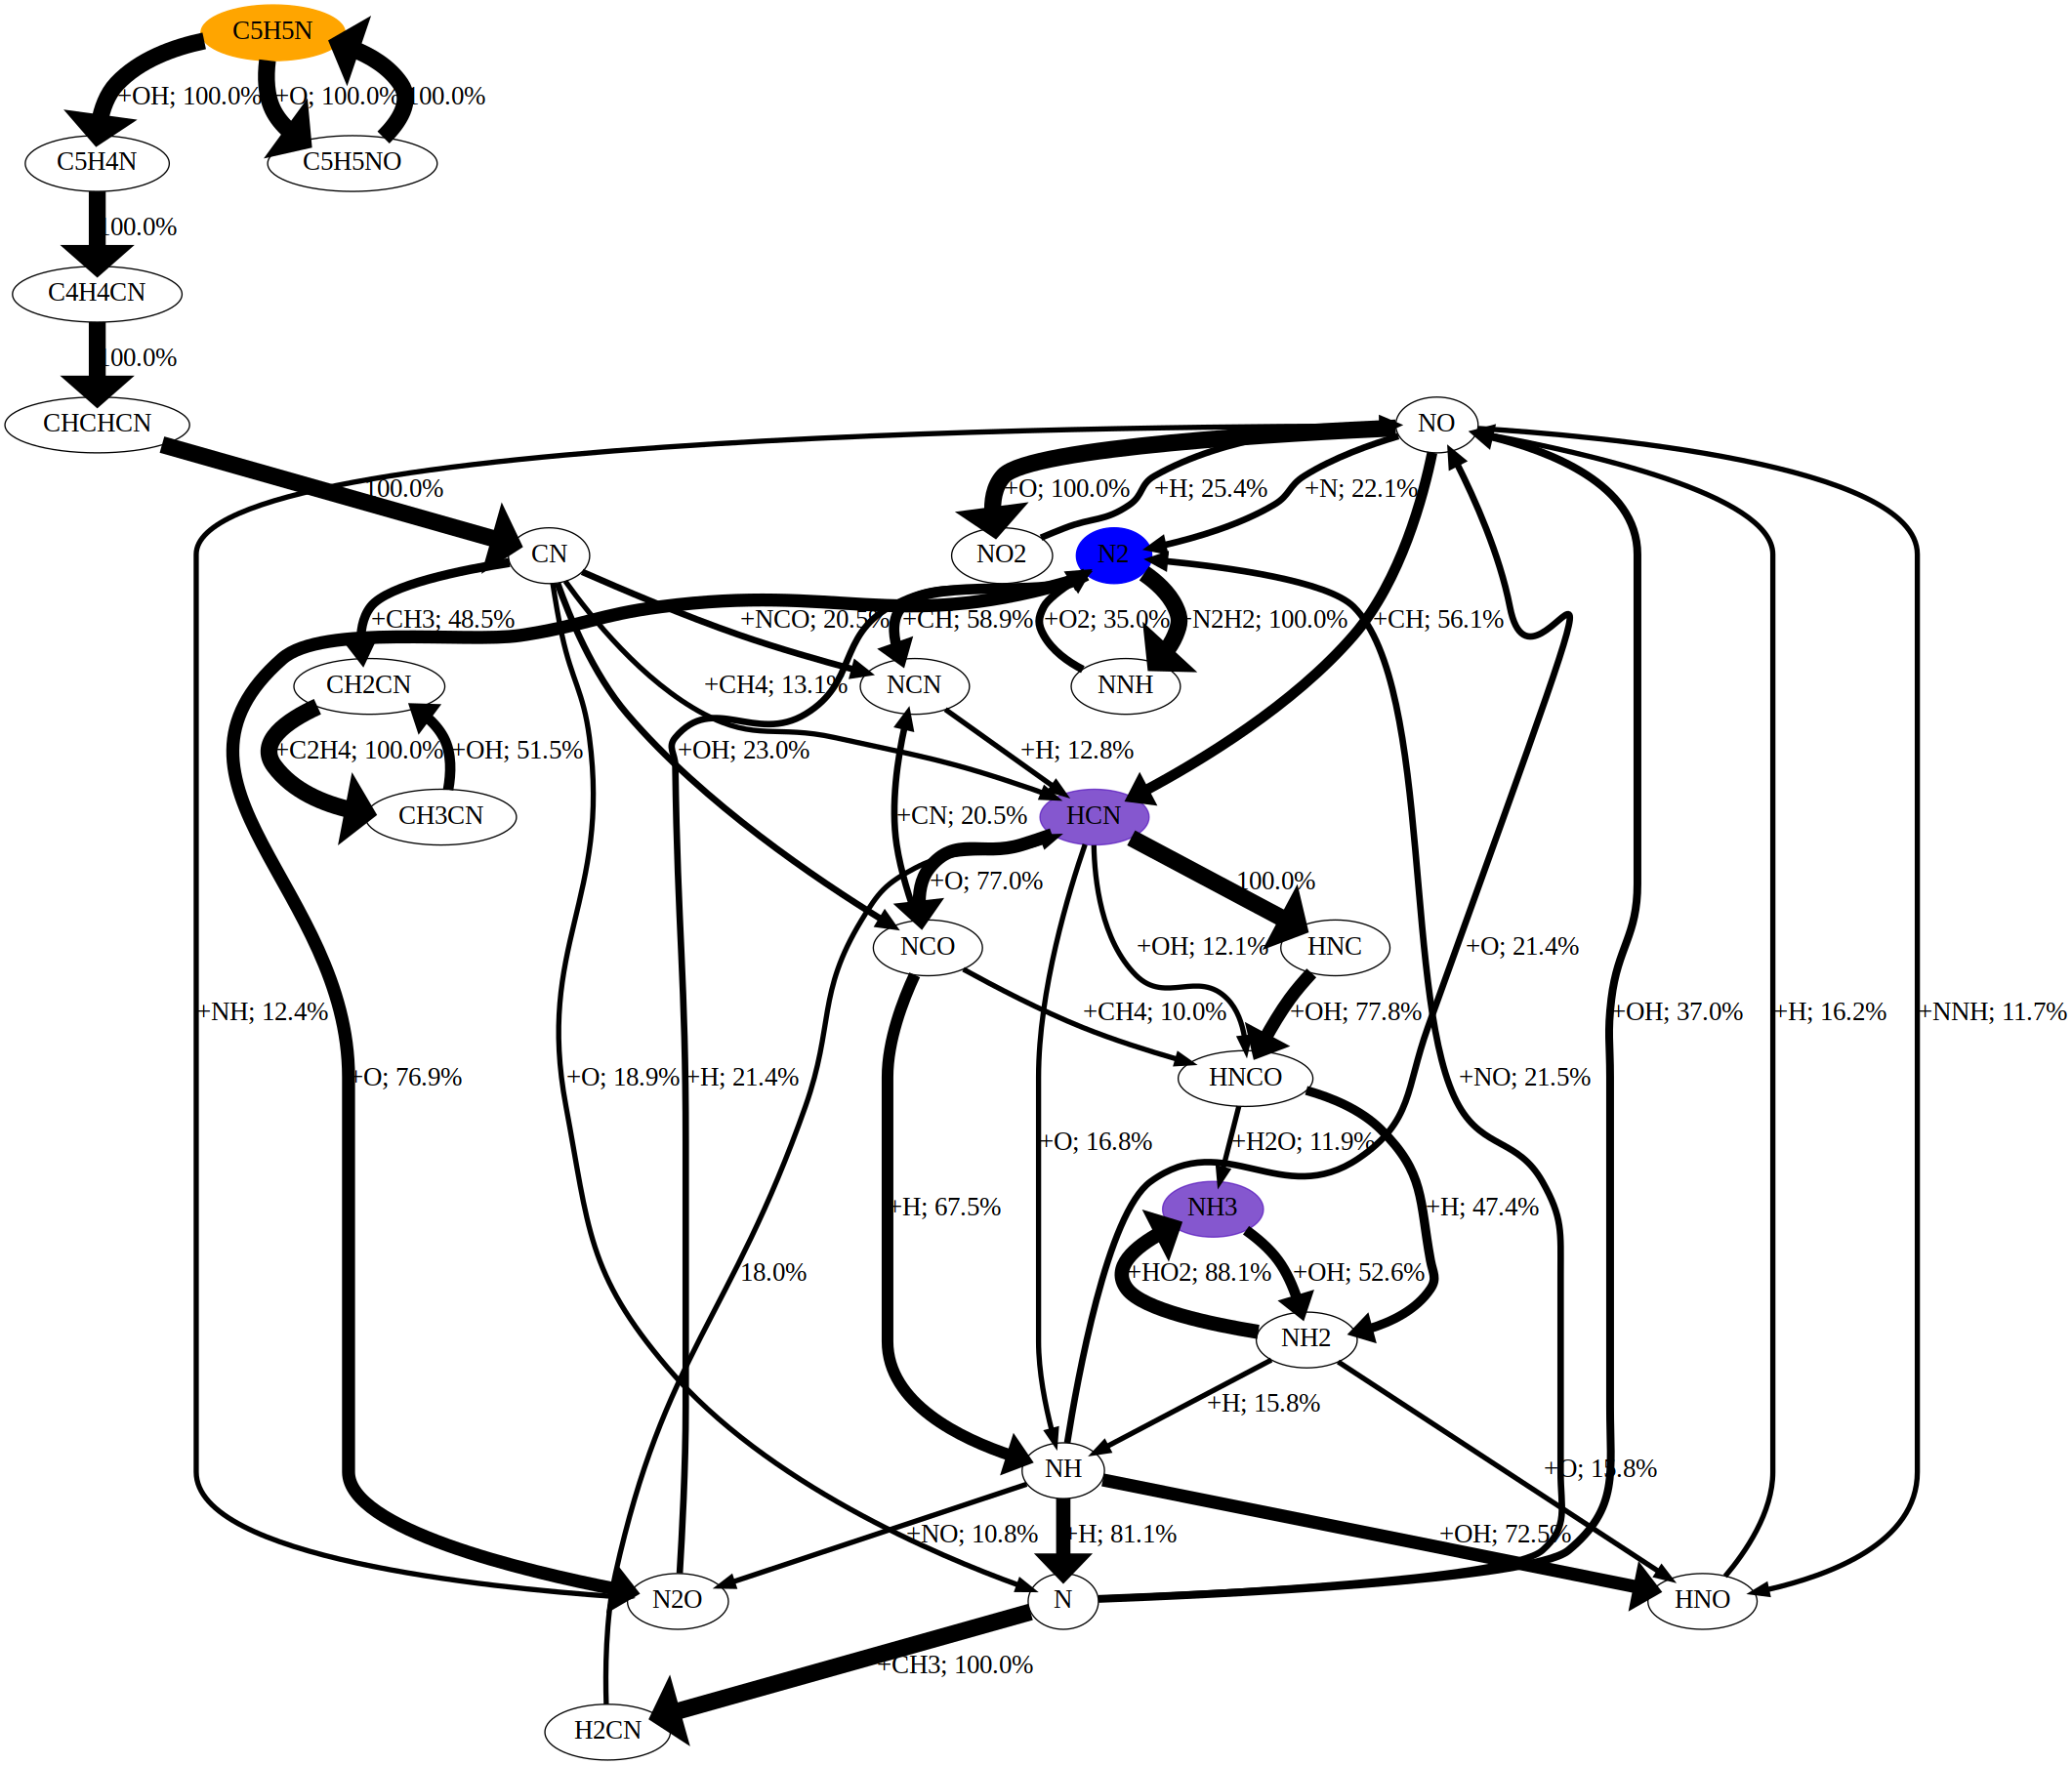 C5H5N
+OH; 100.0%
+O; 100.0%
100.0%
C5H4N
C5H5NO
100.0%
C4H4CN
100.0%
CHCHCN
NO
100.0%
+O; 100.0%
+H; 25.4%
+N; 22.1%
CN
NO2
N2
+CH3; 48.5%
+NCO; 20.5%
+CH; 58.9%
+O2; 35.0%
+N2H2; 100.0%
+CH; 56.1%
CH2CN
+CH4; 13.1%
NCN
NNH
+C2H4; 100.0%
+OH; 51.5%
+OH; 23.0%
+H; 12.8%
CH3CN
+CN; 20.5%
HCN
+O; 77.0%
100.0%
NCO
+OH; 12.1%
HNC
+O; 21.4%
+NH; 12.4%
+CH4; 10.0%
+OH; 77.8%
+OH; 37.0%
+H; 16.2%
+NNH; 11.7%
+O; 76.9%
+O; 18.9%
+H; 21.4%
HNCO
+NO; 21.5%
+O; 16.8%
+H2O; 11.9%
+H; 67.5%
NH3
+H; 47.4%
18.0%
+HO2; 88.1%
+OH; 52.6%
NH2
+H; 15.8%
NH
+O; 15.8%
+NO; 10.8%
+H; 81.1%
+OH; 72.5%
N2O
N
HNO
+CH3; 100.0%
H2CN